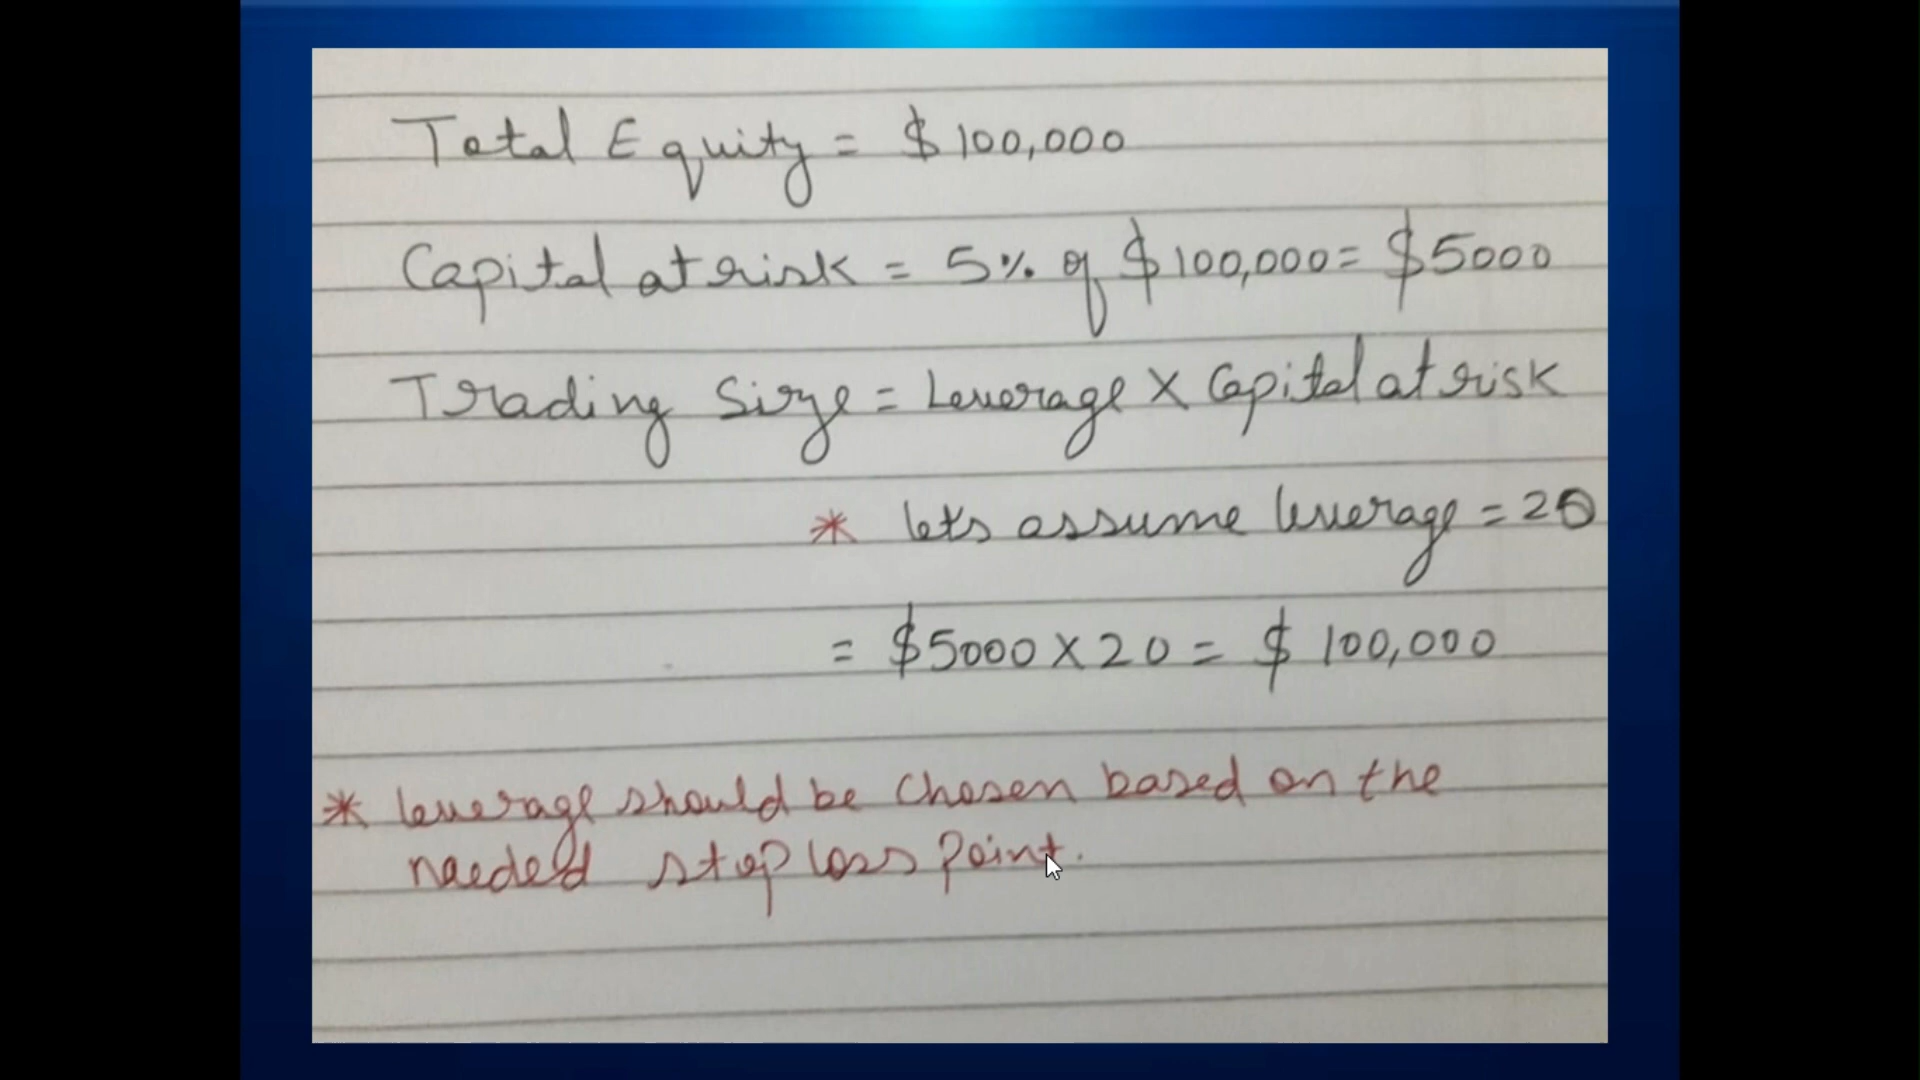 Total Equity = $ 100,000
Capital at risk = 5% of $ 100,000 = $5000
Trading Size = Leverage X Capital at risk
* lets assume leverage = 20
= $5000 X 20 = $ 100,000
* leverage should be chosen based on the
needed stop loss point.